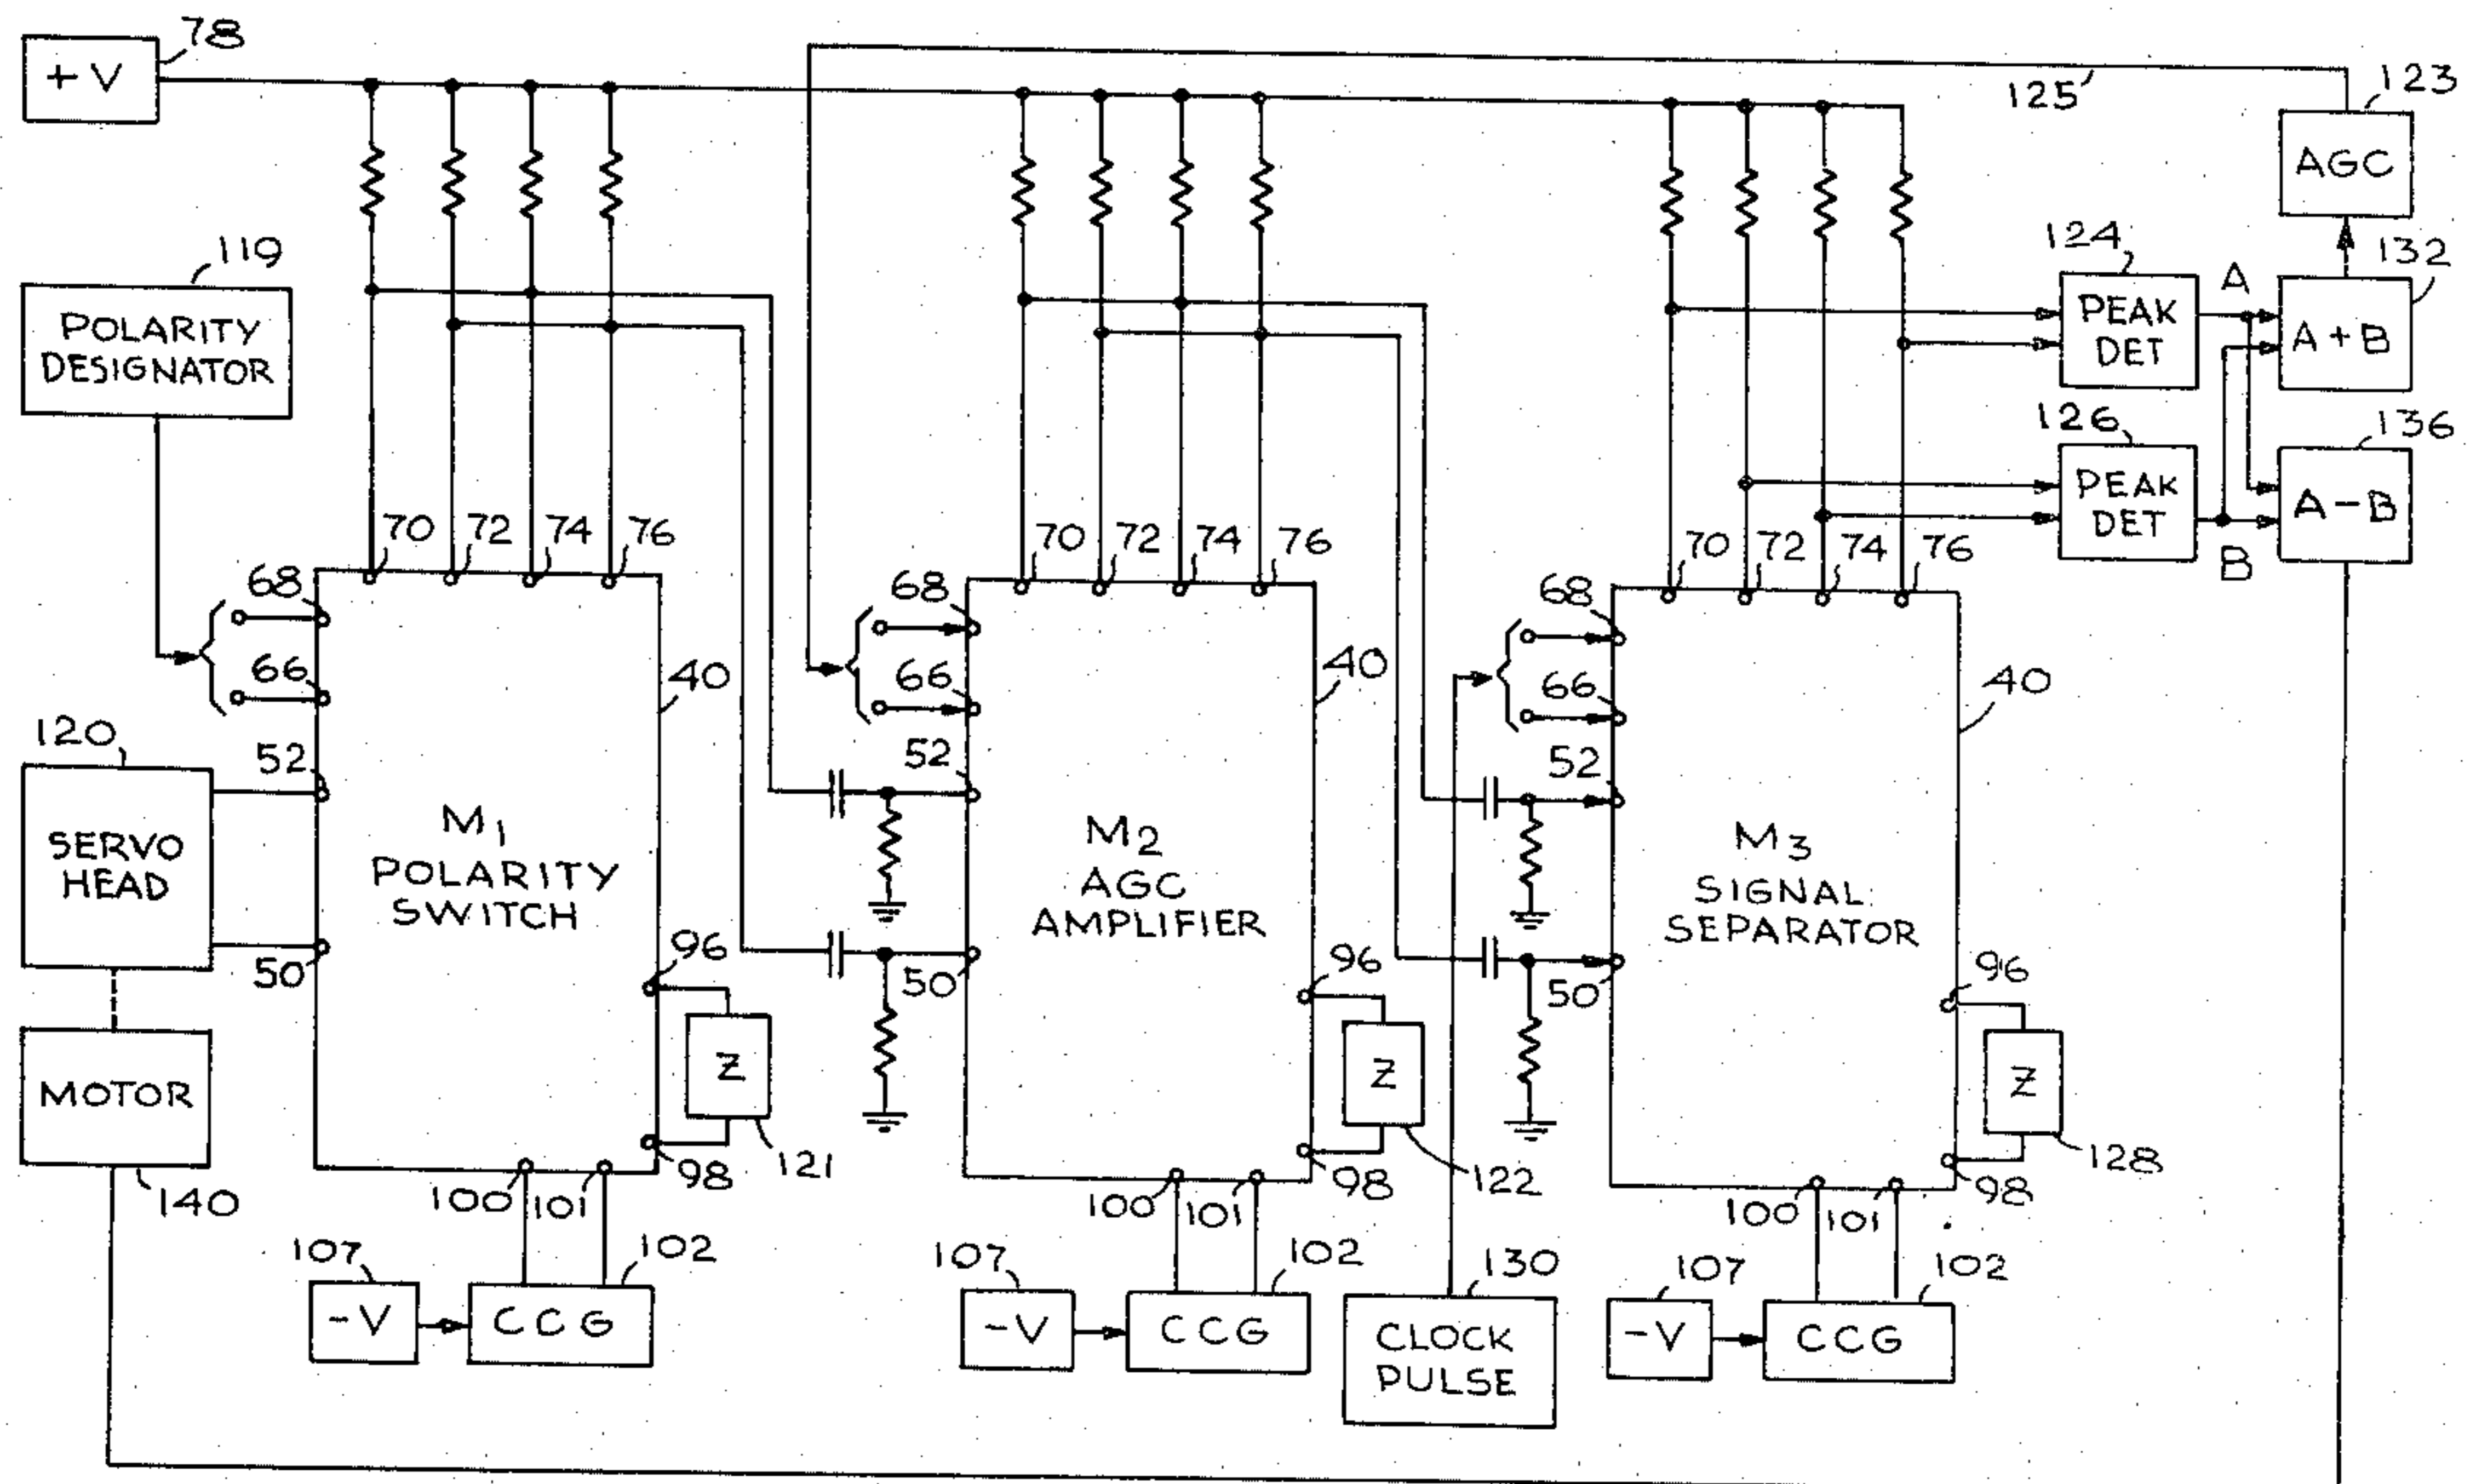 +V
78
125
123
AGC
119
POLARITY
DESIGNATOR
124
PEAK
DET
A
132
A+B
126
PEAK
DET
B
136
A-B
70
72
74
76
70
72
74
76
70
72
74
76
68
66
68
66
68
66
40
40
40
120
SERVO
HEAD
52
50
M1
POLARITY
SWITCH
52
50
M2
AGC
AMPLIFIER
52
50
M3
SIGNAL
SEPARATOR
96
Z
98
121
96
Z
98
122
96
Z
98
128
MOTOR
140
100
101
100
101
100
101
107
-V
102
CCG
107
-V
102
CCG
130
CLOCK
PULSE
107
-V
102
CCG